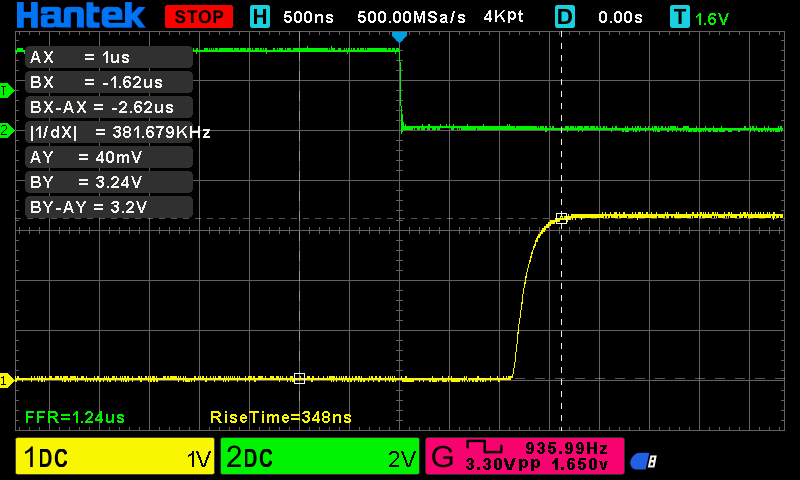 Hantek STOP H 500ns 500.00MSa/s 4Kpt D 0.00s T 1.6V
AX = 1us
T
BX = -1.62us
BX-AX = -2.62us
2
|1/dX| = 381.679KHz
AY = 40mV
BY = 3.24V
BY-AY = 3.2V
1
FFR=1.24us RiseTime=348ns
1DC 1V 2DC 2V G 935.99Hz
3.30Vpp 1.650v
8